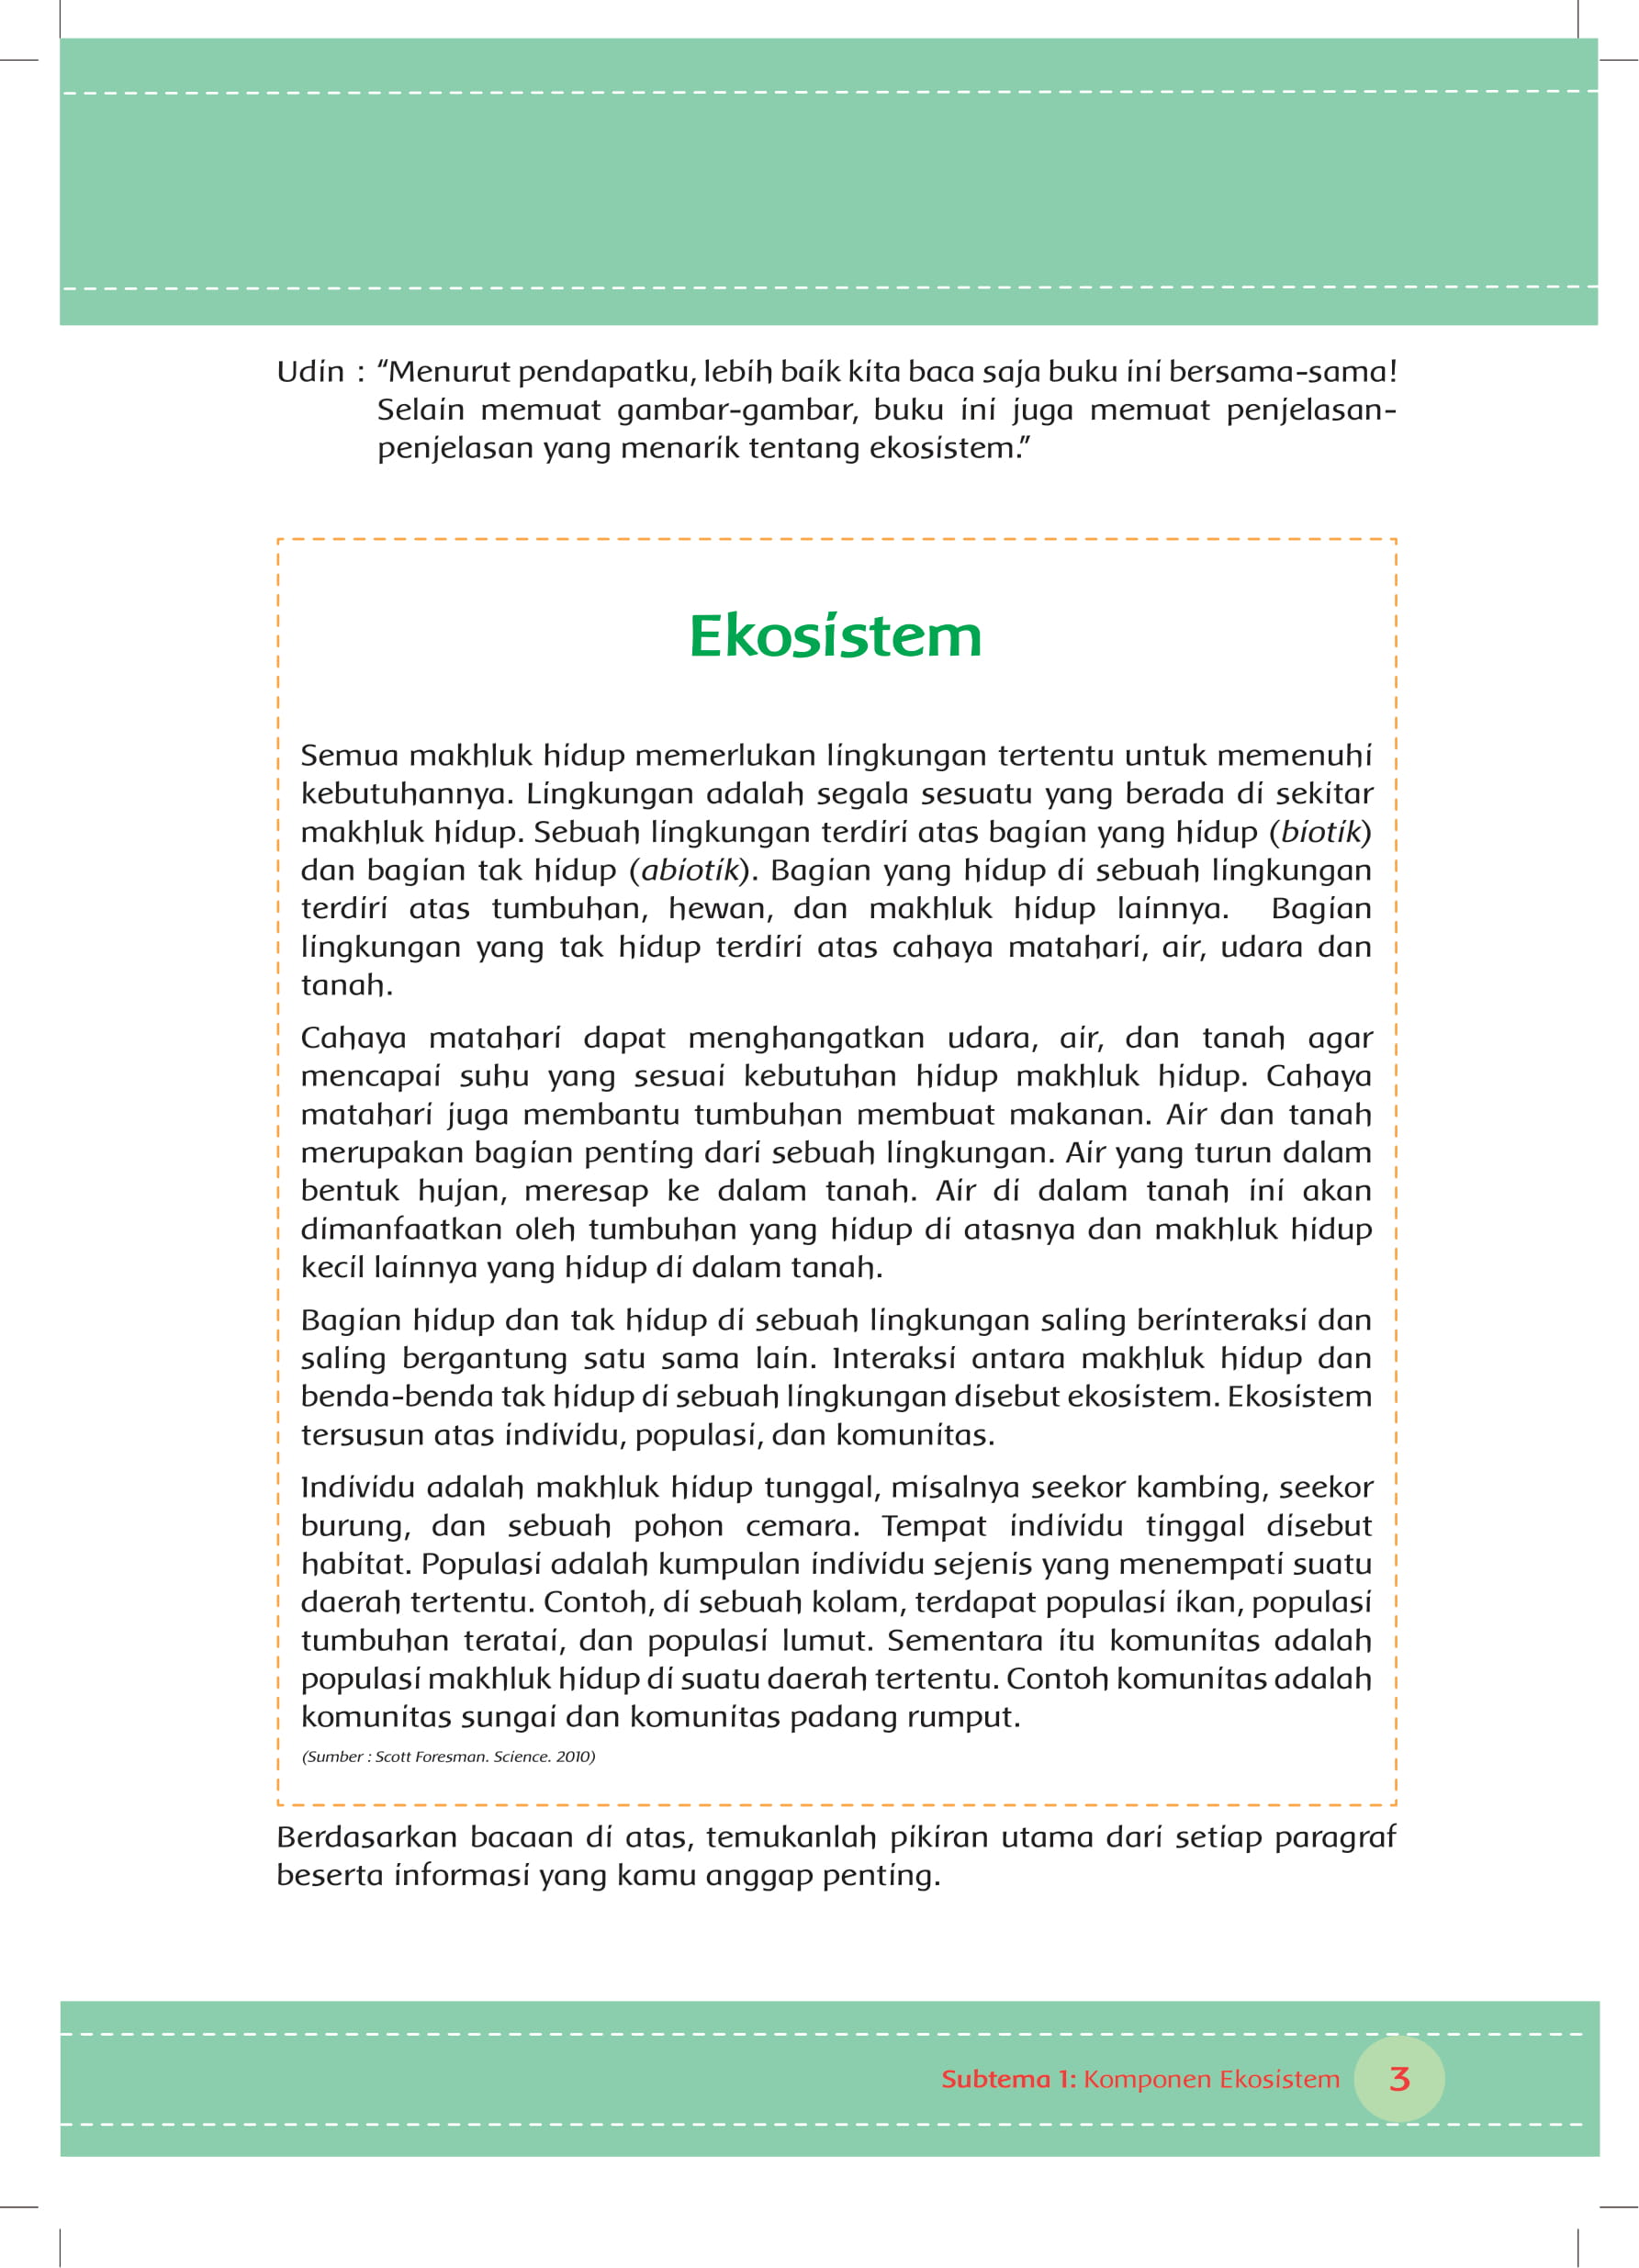 Udin : “Menurut pendapatku, lebih baik kita baca saja buku ini bersama-sama!
Selain memuat gambar-gambar, buku ini juga memuat penjelasan-
penjelasan yang menarik tentang ekosistem.”
Ekosistem
Semua makhluk hidup memerlukan lingkungan tertentu untuk memenuhi
kebutuhannya. Lingkungan adalah segala sesuatu yang berada di sekitar
makhluk hidup. Sebuah lingkungan terdiri atas bagian yang hidup (biotik)
dan bagian tak hidup (abiotik). Bagian yang hidup di sebuah lingkungan
terdiri atas tumbuhan, hewan, dan makhluk hidup lainnya. Bagian
lingkungan yang tak hidup terdiri atas cahaya matahari, air, udara dan
tanah.
Cahaya matahari dapat menghangatkan udara, air, dan tanah agar
mencapai suhu yang sesuai kebutuhan hidup makhluk hidup. Cahaya
matahari juga membantu tumbuhan membuat makanan. Air dan tanah
merupakan bagian penting dari sebuah lingkungan. Air yang turun dalam
bentuk hujan, meresap ke dalam tanah. Air di dalam tanah ini akan
dimanfaatkan oleh tumbuhan yang hidup di atasnya dan makhluk hidup
kecil lainnya yang hidup di dalam tanah.
Bagian hidup dan tak hidup di sebuah lingkungan saling berinteraksi dan
saling bergantung satu sama lain. Interaksi antara makhluk hidup dan
benda-benda tak hidup di sebuah lingkungan disebut ekosistem. Ekosistem
tersusun atas individu, populasi, dan komunitas.
Individu adalah makhluk hidup tunggal, misalnya seekor kambing, seekor
burung, dan sebuah pohon cemara. Tempat individu tinggal disebut
habitat. Populasi adalah kumpulan individu sejenis yang menempati suatu
daerah tertentu. Contoh, di sebuah kolam, terdapat populasi ikan, populasi
tumbuhan teratai, dan populasi lumut. Sementara itu komunitas adalah
populasi makhluk hidup di suatu daerah tertentu. Contoh komunitas adalah
komunitas sungai dan komunitas padang rumput.
(Sumber : Scott Foresman. Science. 2010)
Berdasarkan bacaan di atas, temukanlah pikiran utama dari setiap paragraf
beserta informasi yang kamu anggap penting.
Subtema 1: Komponen Ekosistem 3